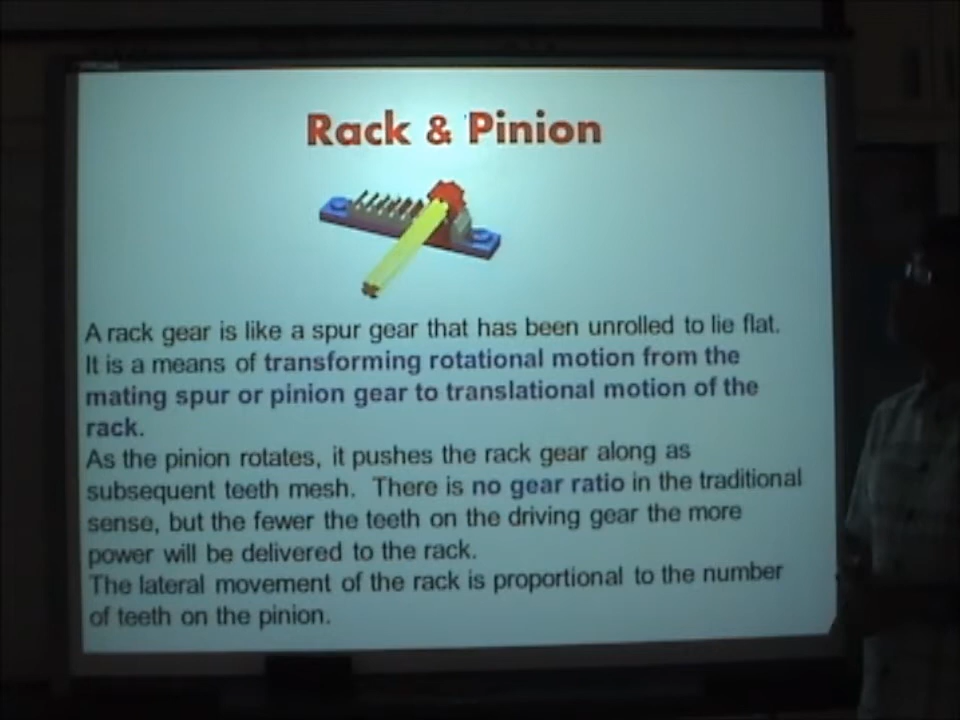 Rack & Pinion
A rack gear is like a spur gear that has been unrolled to lie flat.
It is a means of transforming rotational motion from the
mating spur or pinion gear to translational motion of the
rack.
As the pinion rotates, it pushes the rack gear along as
subsequent teeth mesh. There is no gear ratio in the traditional
sense, but the fewer the teeth on the driving gear the more
power will be delivered to the rack.
The lateral movement of the rack is proportional to the number
of teeth on the pinion.